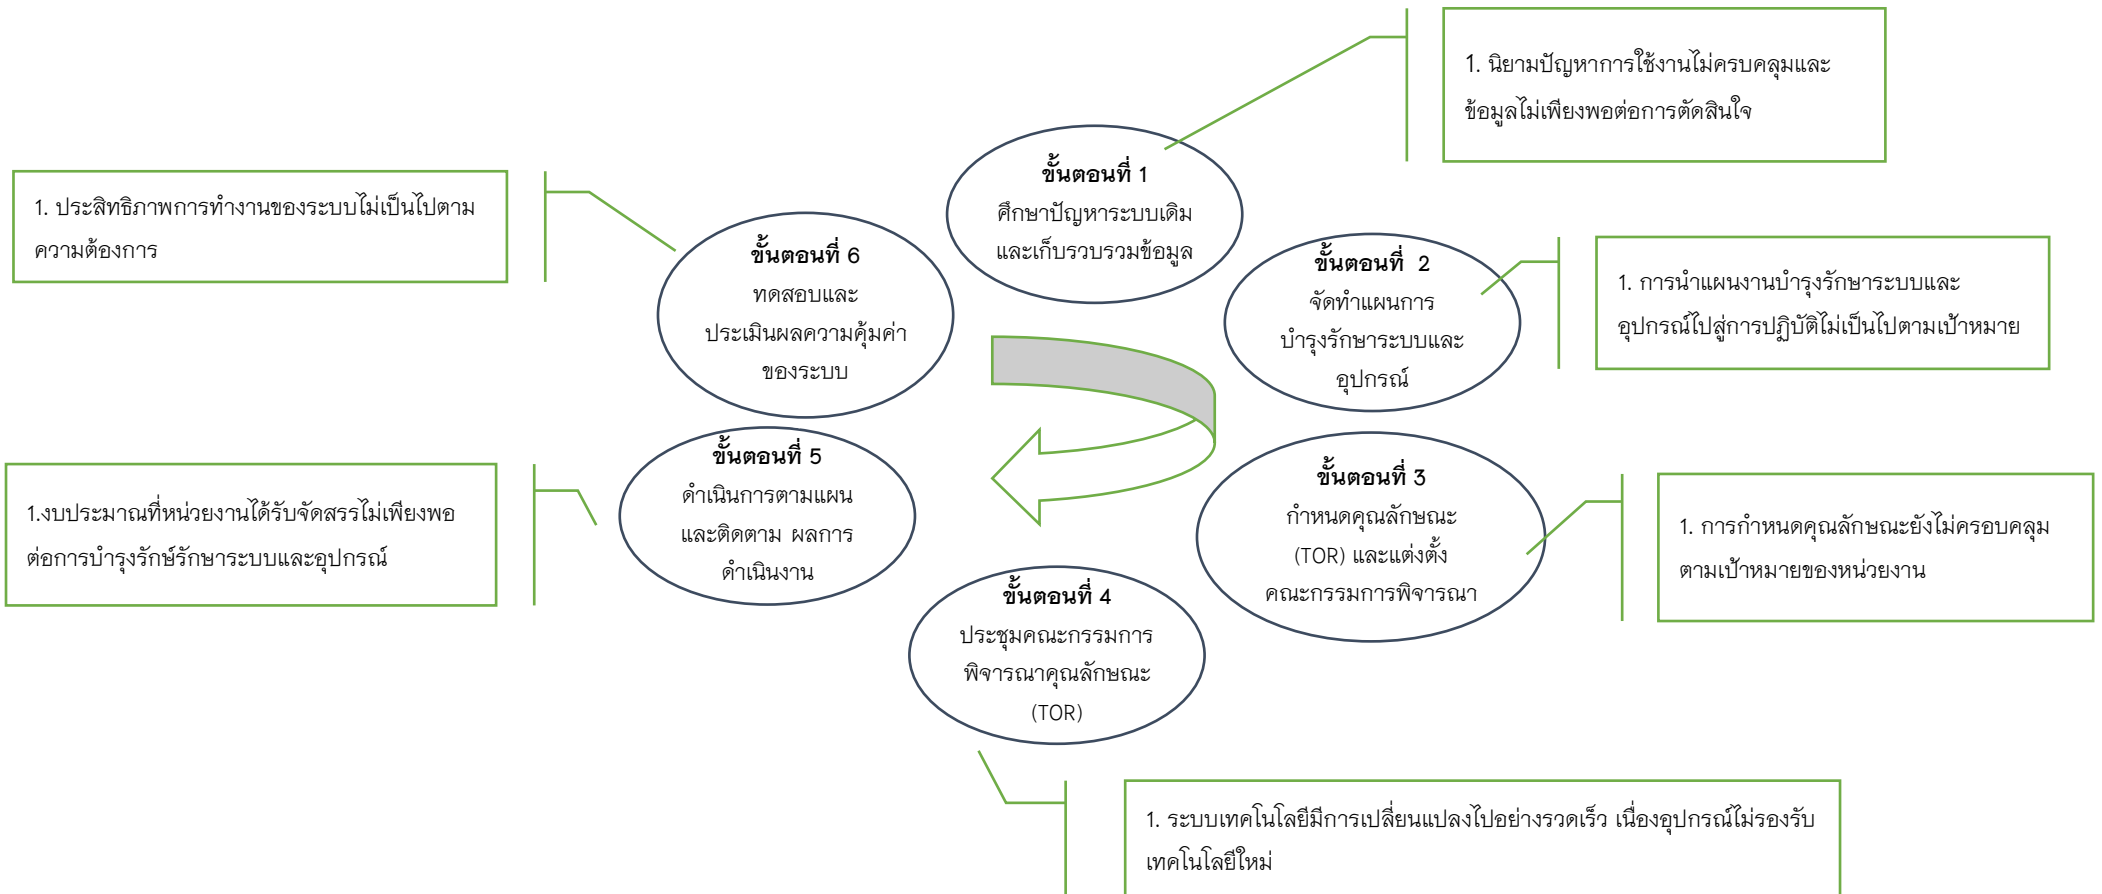 1. นิยามปัญหาการใช้งานไม่ครบคลุมและ
ข้อมูลไม่เพียงพอต่อการตัดสินใจ
ขั้นตอนที่ 1
ศึกษาปัญหาระบบเดิม
และเก็บรวบรวมข้อมูล
1. ประสิทธิภาพการทำงานของระบบไม่เป็นไปตาม
ความต้องการ
ขั้นตอนที่ 6
ทดสอบและ
ประเมินผลความคุ้มค่า
ของระบบ
ขั้นตอนที่ 2
จัดทำแผนการ
บำรุงรักษาระบบและ
อุปกรณ์
1. การนำแผนงานบำรุงรักษาระบบและ
อุปกรณ์ไปสู่การปฏิบัติไม่เป็นไปตามเป้าหมาย
1.งบประมาณที่หน่วยงานได้รับจัดสรรไม่เพียงพอ
ต่อการบำรุงรักษ์รักษาระบบและอุปกรณ์
ขั้นตอนที่ 5
ดำเนินการตามแผน
และติดตาม ผลการ
ดำเนินงาน
ขั้นตอนที่ 3
กำหนดคุณลักษณะ
(TOR) และแต่งตั้ง
คณะกรรมการพิจารณา
1. การกำหนดคุณลักษณะยังไม่ครอบคลุม
ตามเป้าหมายของหน่วยงาน
ขั้นตอนที่ 4
ประชุมคณะกรรมการ
พิจารณาคุณลักษณะ
(TOR)
1. ระบบเทคโนโลยีมีการเปลี่ยนแปลงไปอย่างรวดเร็ว เนื่องอุปกรณ์ไม่รองรับ
เทคโนโลยีใหม่